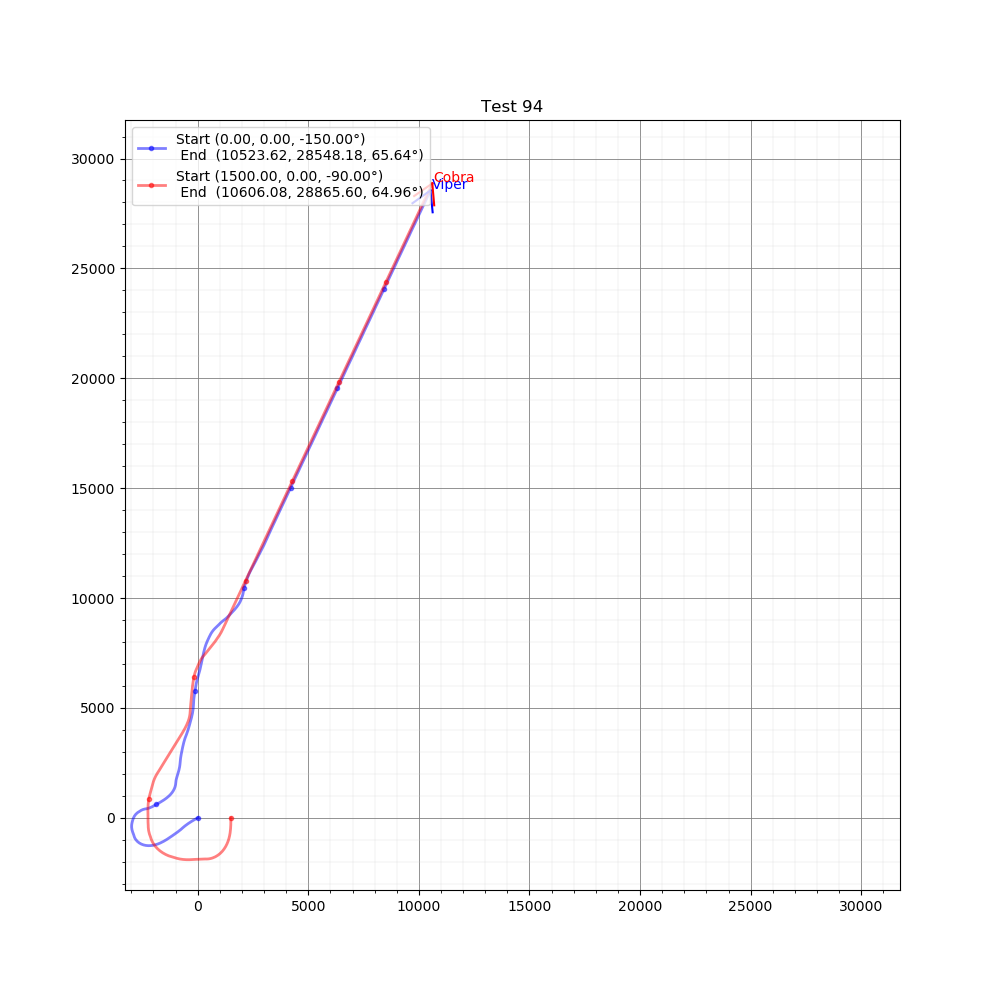 Test 94
Start (0.00, 0.00, -150.00°)
End (10523.62, 28548.18, 65.64°)
Start (1500.00, 0.00, -90.00°)
End (10606.08, 28865.60, 64.96°)
Cobra
Viper
30000
25000
20000
15000
10000
5000
0
0 5000 10000 15000 20000 25000 30000